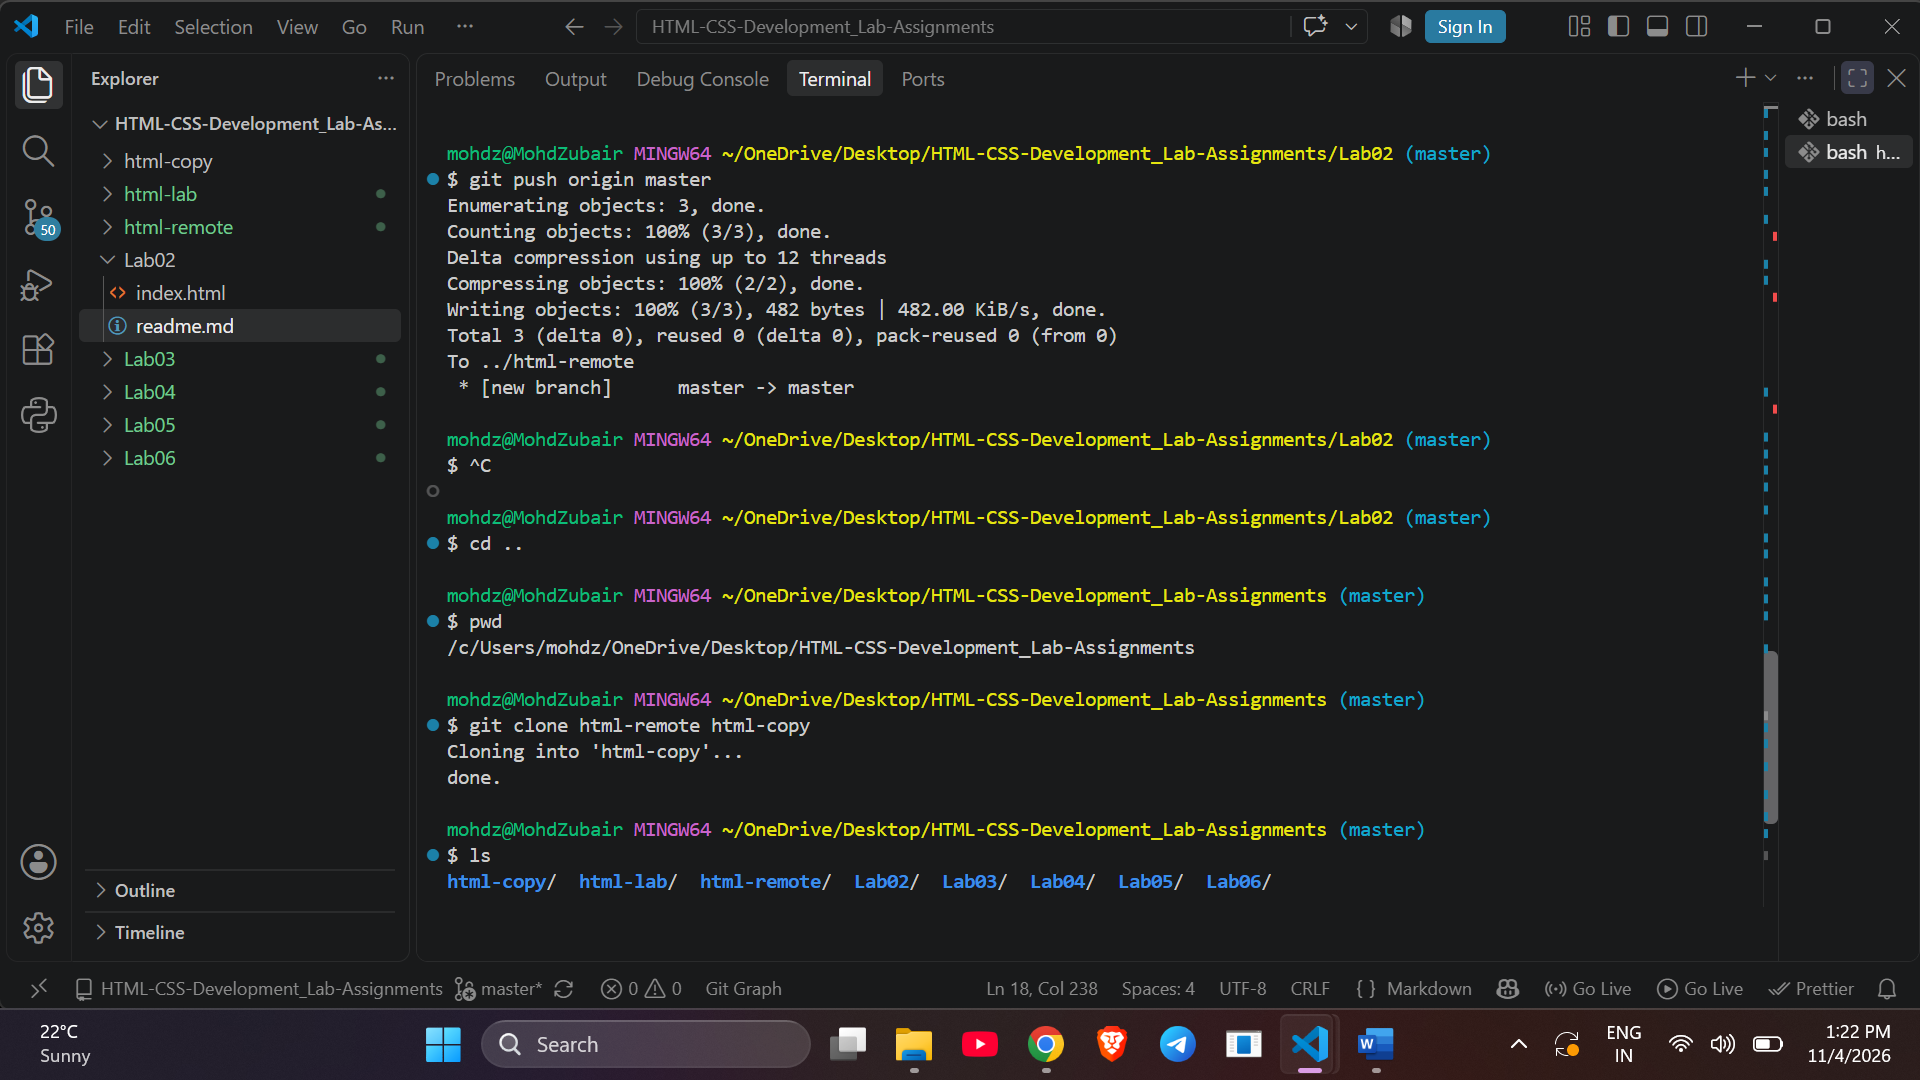 File Edit Selection View Go Run ···
HTML-CSS-Development_Lab-Assignments
Sign In
Explorer
HTML-CSS-Development_Lab-As...
html-copy
html-lab
html-remote
Lab02
index.html
readme.md
Lab03
Lab04
Lab05
Lab06
50
Outline
Timeline
Problems Output Debug Console Terminal Ports
mohdz@MohdZubair MINGW64 ~/OneDrive/Desktop/HTML-CSS-Development_Lab-Assignments/Lab02 (master)
$ git push origin master
Enumerating objects: 3, done.
Counting objects: 100% (3/3), done.
Delta compression using up to 12 threads
Compressing objects: 100% (2/2), done.
Writing objects: 100% (3/3), 482 bytes | 482.00 KiB/s, done.
Total 3 (delta 0), reused 0 (delta 0), pack-reused 0 (from 0)
To ../html-remote
* [new branch]      master -> master
mohdz@MohdZubair MINGW64 ~/OneDrive/Desktop/HTML-CSS-Development_Lab-Assignments/Lab02 (master)
$ ^C
mohdz@MohdZubair MINGW64 ~/OneDrive/Desktop/HTML-CSS-Development_Lab-Assignments/Lab02 (master)
$ cd ..
mohdz@MohdZubair MINGW64 ~/OneDrive/Desktop/HTML-CSS-Development_Lab-Assignments (master)
$ pwd
/c/Users/mohdz/OneDrive/Desktop/HTML-CSS-Development_Lab-Assignments
mohdz@MohdZubair MINGW64 ~/OneDrive/Desktop/HTML-CSS-Development_Lab-Assignments (master)
$ git clone html-remote html-copy
Cloning into 'html-copy'...
done.
mohdz@MohdZubair MINGW64 ~/OneDrive/Desktop/HTML-CSS-Development_Lab-Assignments (master)
$ ls
html-copy/  html-lab/  html-remote/  Lab02/  Lab03/  Lab04/  Lab05/  Lab06/
bash
bash h...
HTML-CSS-Development_Lab-Assignments master* 0 0 Git Graph Ln 18, Col 238 Spaces: 4 UTF-8 CRLF { } Markdown Go Live Go Live Prettier
22°C
Sunny
Search
ENG
IN
1:22 PM
11/4/2026